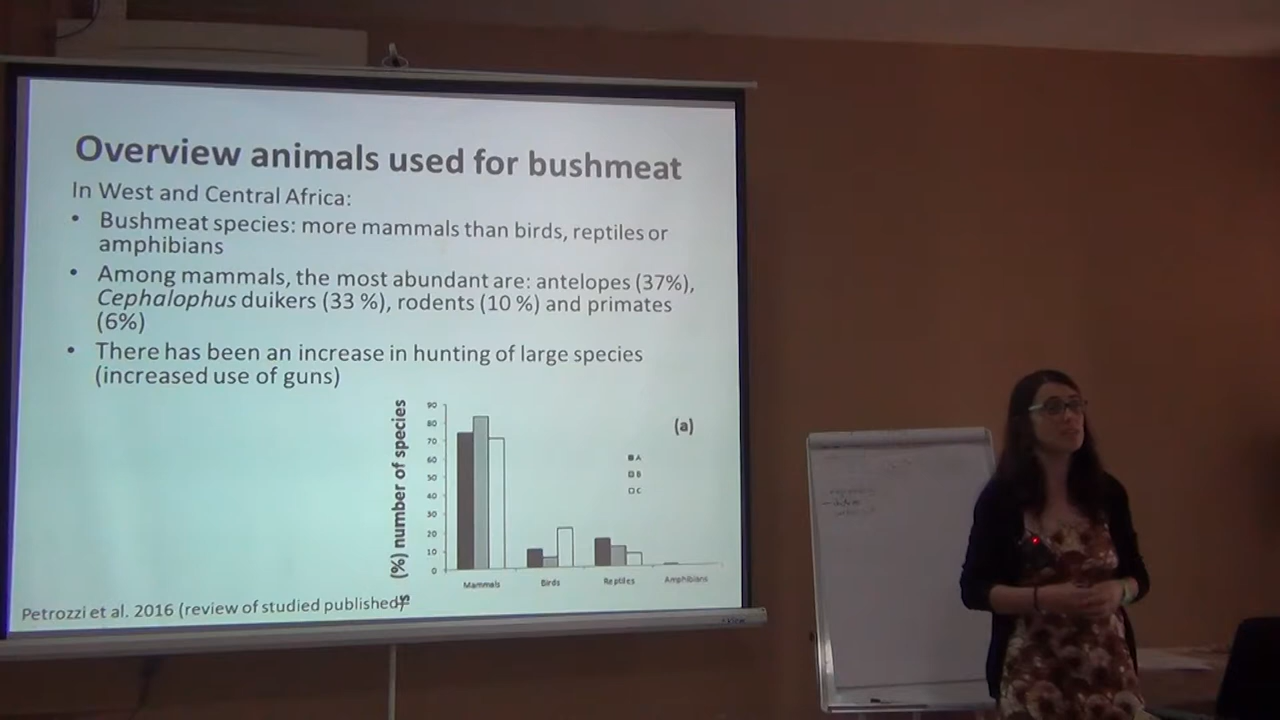 Overview animals used for bushmeat
In West and Central Africa:
• Bushmeat species: more mammals than birds, reptiles or
amphibians
• Among mammals, the most abundant are: antelopes (37%),
Cephalophus duikers (33 %), rodents (10 %) and primates
(6%)
• There has been an increase in hunting of large species
(increased use of guns)
(%) number of species
90
80
70
60
50
40
30
20
10
0
(a)
A
B
C
Mammals Birds Reptiles Amphibians
Petrozzi et al. 2016 (review of studied published)